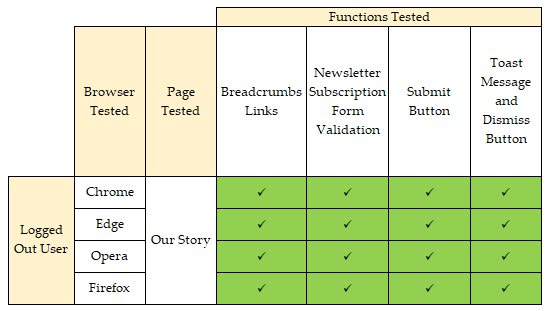 Functions Tested
Browser Tested
Page Tested
Breadcrumbs Links
Newsletter Subscription Form Validation
Submit Button
Toast Message and Dismiss Button
Logged Out User
Our Story
Chrome ✓ ✓ ✓ ✓
Edge ✓ ✓ ✓ ✓
Opera ✓ ✓ ✓ ✓
Firefox ✓ ✓ ✓ ✓